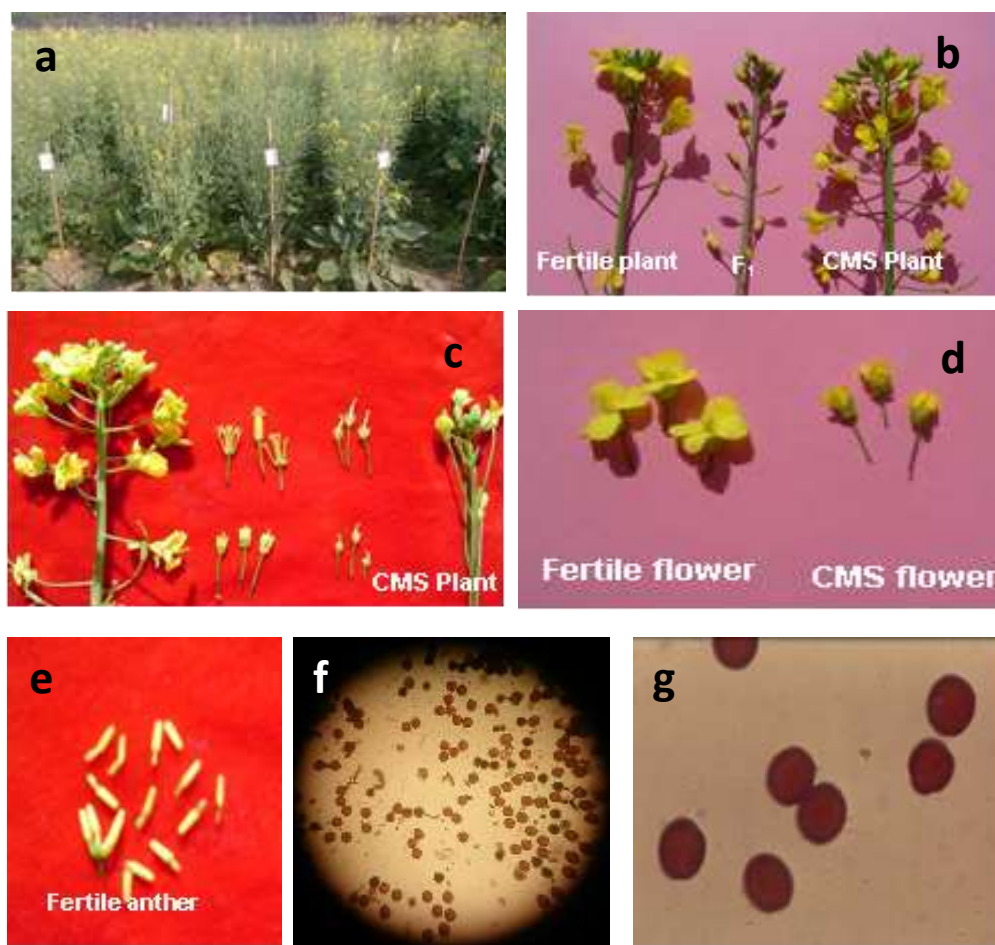 a
b
Fertile plant
F₁
CMS Plant
c
CMS Plant
d
Fertile flower
CMS flower
e
Fertile anther
f
g